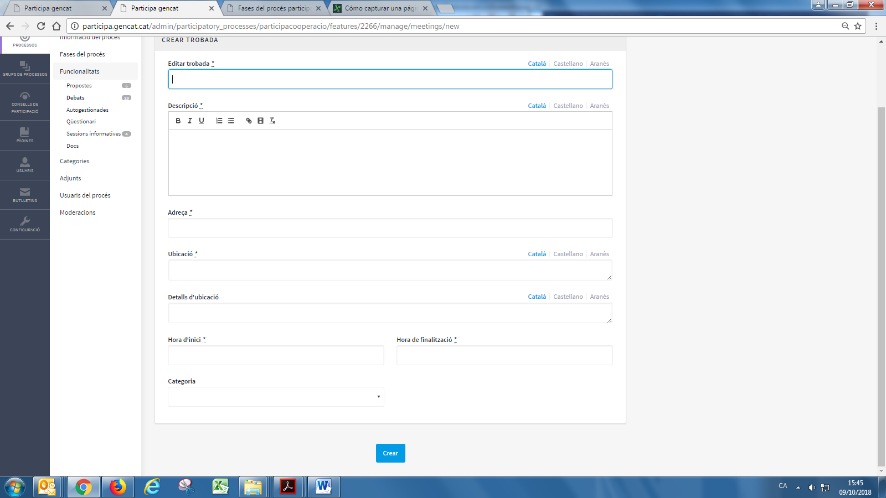 Participa gencat
Participa gencat
Fases del procés particip
Cómo capturar una pág
participa.gencat.cat/admin/participatory_processes/participacooperacio/features/2266/manage/meetings/new
PROCESSOS
GRUPS DE PROCESSOS
CONSELLS DE
PARTICIPACIÓ
PÀGINES
USUARIS
BUTLLETINS
CONFIGURACIÓ
Informació del procés
Fases del procés
Funcionalitats
Propostes
Debats
Autogestionades
Qüestionari
Sessions informatives
Docs
Categories
Adjunts
Usuaris del procés
Moderacions
CREAR TROBADA
Editar trobada *
Català | Castellano | Aranés
Descripció *
Català | Castellano | Aranés
B I U
Adreça *
Ubicació *
Català | Castellano | Aranés
Detalls d'ubicació
Català | Castellano | Aranés
Hora d'inici *
Hora de finalització *
Categoria
Crear
CA
15:45
09/10/2018